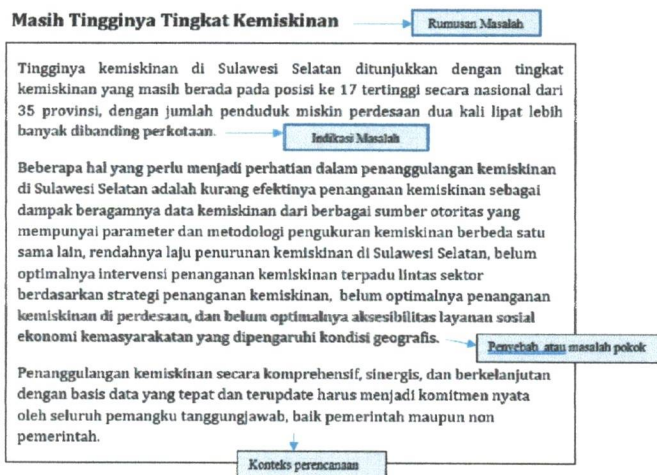 Masih Tingginya Tingkat Kemiskinan
Rumusan Masalah
Tingginya kemiskinan di Sulawesi Selatan ditunjukkan dengan tingkat
kemiskinan yang masih berada pada posisi ke 17 tertinggi secara nasional dari
35 provinsi, dengan jumlah penduduk miskin perdesaan dua kali lipat lebih
banyak dibanding perkotaan.
Indikasi Masalah
Beberapa hal yang perlu menjadi perhatian dalam penanggulangan kemiskinan
di Sulawesi Selatan adalah kurang efektinya penanganan kemiskinan sebagai
dampak beragamnya data kemiskinan dari berbagai sumber otoritas yang
mempunyai parameter dan metodologi pengukuran kemiskinan berbeda satu
sama lain, rendahnya laju penurunan kemiskinan di Sulawesi Selatan, belum
optimalnya intervensi penanganan kemiskinan terpadu lintas sektor
berdasarkan strategi penanganan kemiskinan, belum optimalnya penanganan
kemiskinan di perdesaan, dan belum optimalnya aksesibilitas layanan sosial
ekonomi kemasyarakatan yang dipengaruhi kondisi geografis.
Penyebab atau masalah pokok
Penanggulangan kemiskinan secara komprehensif, sinergis, dan berkelanjutan
dengan basis data yang tepat dan terupdate harus menjadi komitmen nyata
oleh seluruh pemangku tanggungjawab, baik pemerintah maupun non
pemerintah.
Konteks perencanaan